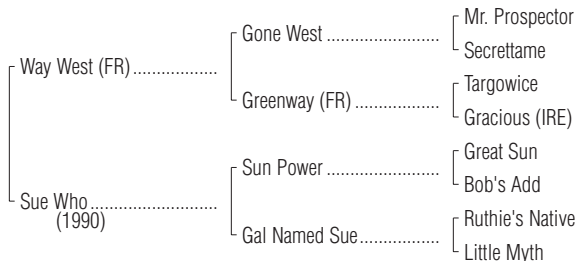 Mr. Prospector
Gone West ....................
Secrettame
Way West (FR) ...............
Targowice
Greenway (FR) ...............
Gracious (IRE)
Great Sun
Sun Power ....................
Bob's Add
Sue Who .......................
(1990)
Ruthie's Native
Gal Named Sue ..............
Little Myth